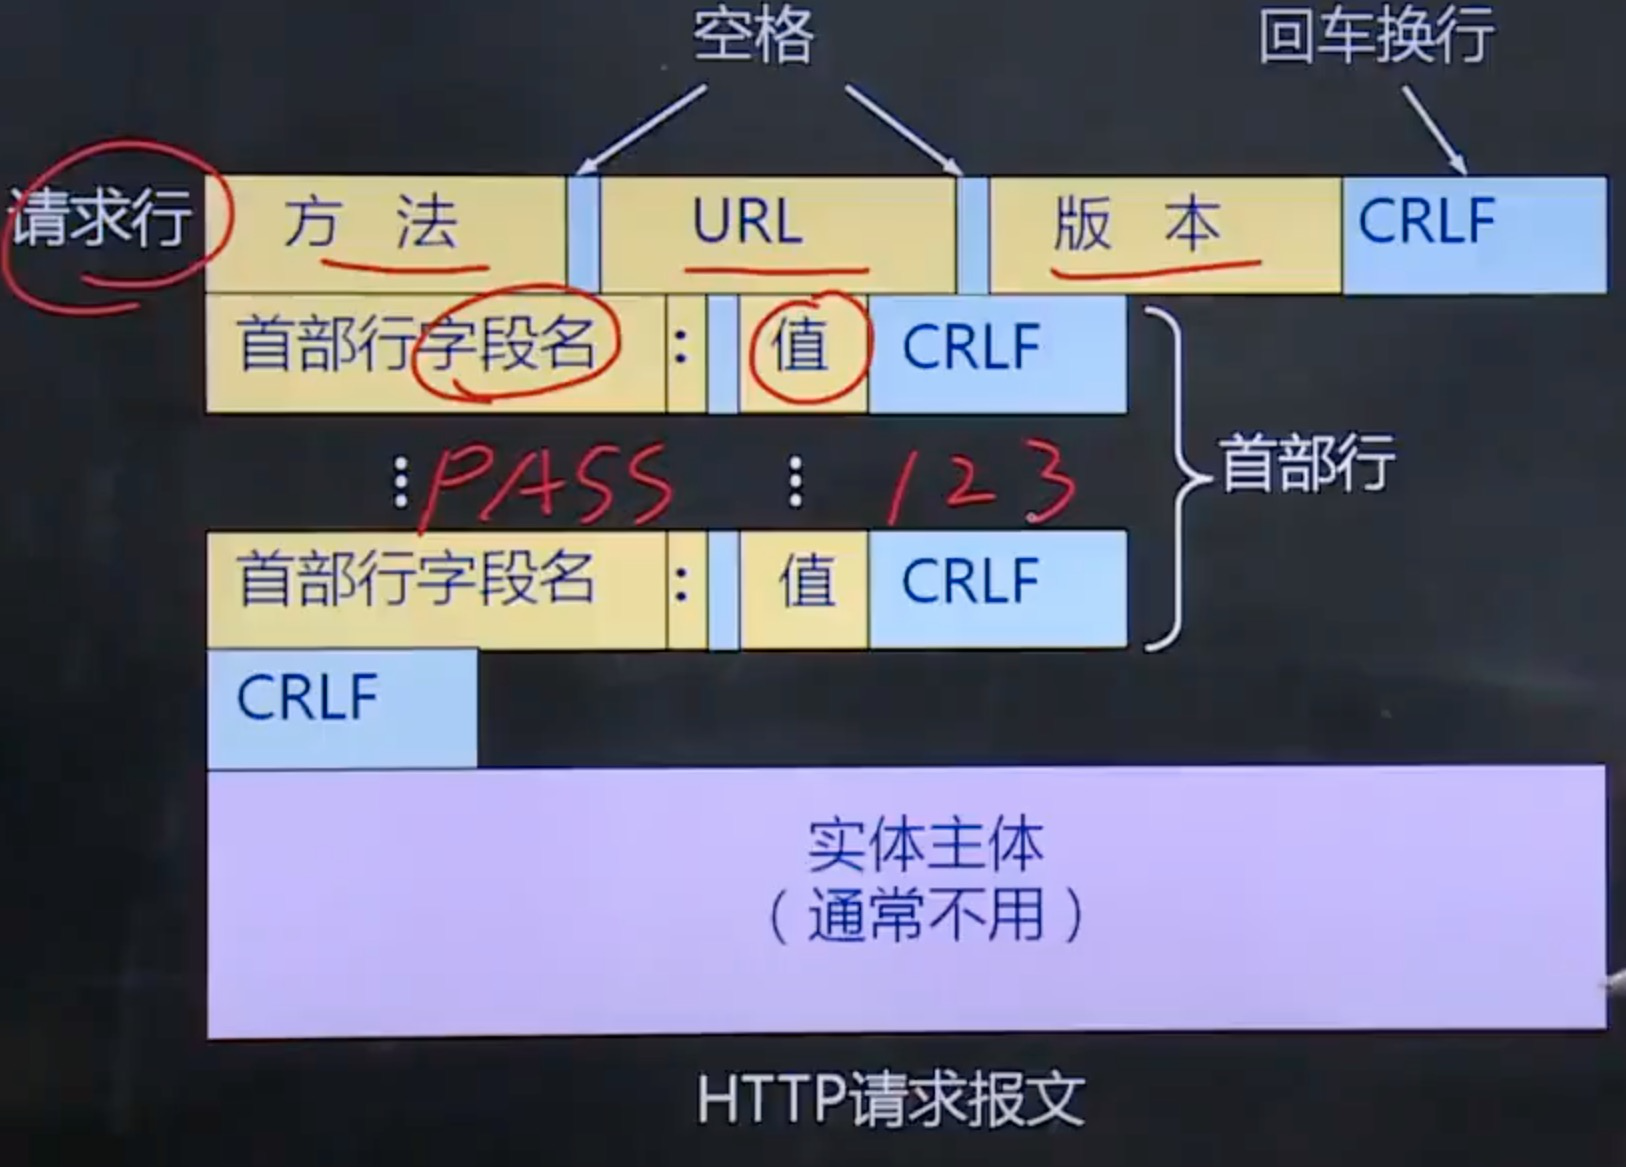 空格 回车换行
请求行 方 法 URL 版 本 CRLF
首部行字段名 : 值 CRLF
⋮ PASS ⋮ 123
首部行
首部行字段名 : 值 CRLF
CRLF
实体主体
（通常不用）
HTTP请求报文